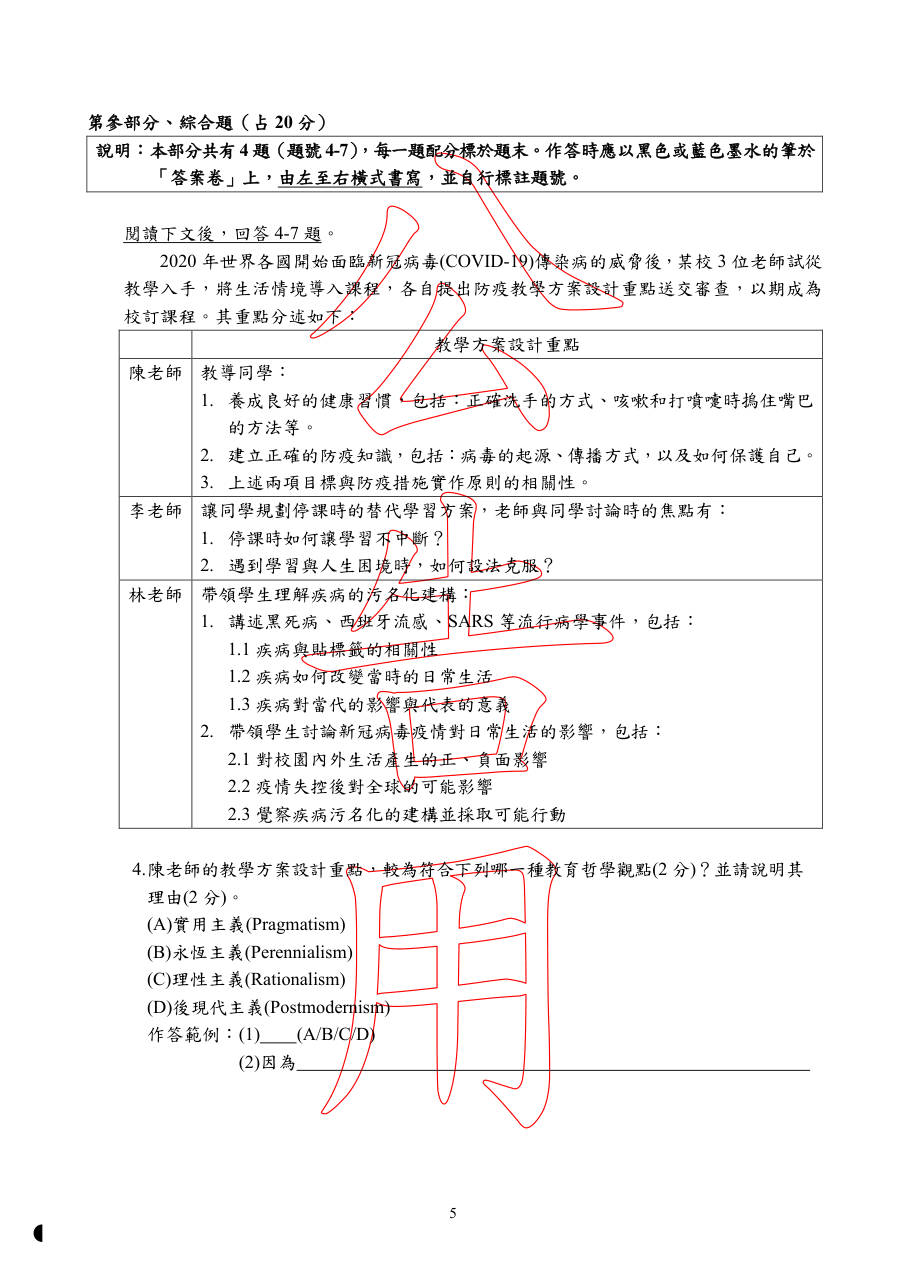 第參部分、綜合題（占 20 分）
說明：本部分共有 4 題（題號 4-7），每一題配分標於題末。作答時應以黑色或藍色墨水的筆於
「答案卷」上，由左至右橫式書寫，並自行標註題號。
閱讀下文後，回答 4-7 題。
2020 年世界各國開始面臨新冠病毒(COVID-19)傳染病的威脅後，某校 3 位老師試從
教學入手，將生活情境導入課程，各自提出防疫教學方案設計重點送交審查，以期成為
校訂課程。其重點分述如下：
教學方案設計重點
陳老師 教導同學：
1. 養成良好的健康習慣，包括：正確洗手的方式、咳嗽和打噴嚏時摀住嘴巴
的方法等。
2. 建立正確的防疫知識，包括：病毒的起源、傳播方式，以及如何保護自己。
3. 上述兩項目標與防疫措施實作原則的相關性。
李老師 讓同學規劃停課時的替代學習方案，老師與同學討論時的焦點有：
1. 停課時如何讓學習不中斷？
2. 遇到學習與人生困境時，如何設法克服？
林老師 帶領學生理解疾病的污名化建構：
1. 講述黑死病、西班牙流感、SARS 等流行病學事件，包括：
1.1 疾病與貼標籤的相關性
1.2 疾病如何改變當時的日常生活
1.3 疾病對當代的影響與代表的意義
2. 帶領學生討論新冠病毒疫情對日常生活的影響，包括：
2.1 對校園內外生活產生的正、負面影響
2.2 疫情失控後對全球的可能影響
2.3 覺察疾病污名化的建構並採取可能行動
4.陳老師的教學方案設計重點，較為符合下列哪一種教育哲學觀點(2 分)？並請說明其
理由(2 分)。
(A)實用主義(Pragmatism)
(B)永恆主義(Perennialism)
(C)理性主義(Rationalism)
(D)後現代主義(Postmodernism)
作答範例：(1)____(A/B/C/D)
(2)因為____
公告用
5